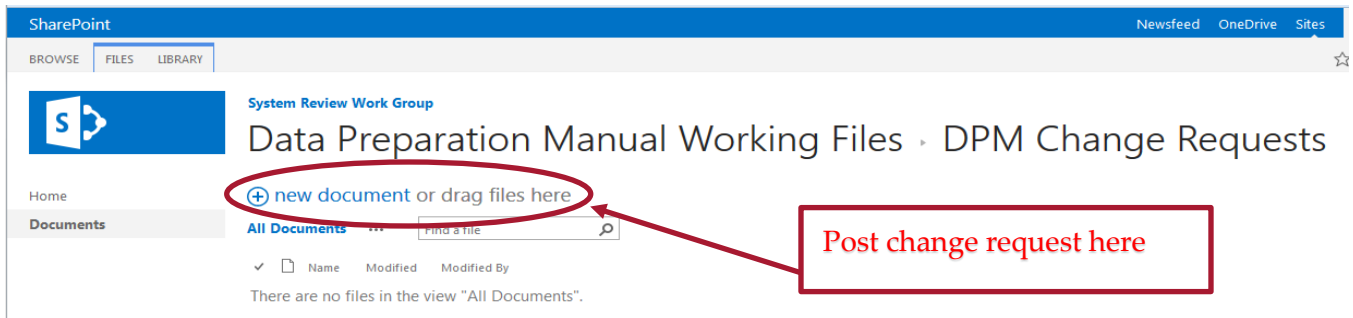 SharePoint
Newsfeed OneDrive Sites
BROWSE FILES LIBRARY
S
System Review Work Group
Data Preparation Manual Working Files ▸ DPM Change Requests
Home
new document or drag files here
Documents
All Documents ... Find a file
Post change request here
Name Modified Modified By
There are no files in the view "All Documents".